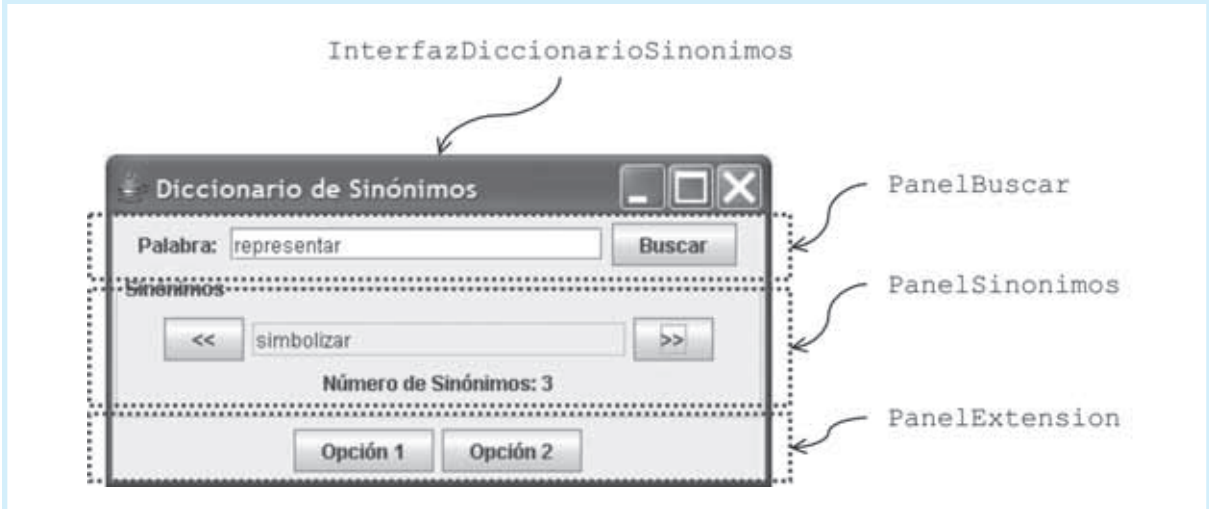 InterfazDiccionarioSinonimos
Diccionario de Sinónimos
PanelBuscar
Palabra: representar Buscar
PanelSinonimos
Sinónimos
<< simbolizar >>
Número de Sinónimos: 3
PanelExtension
Opción 1 Opción 2